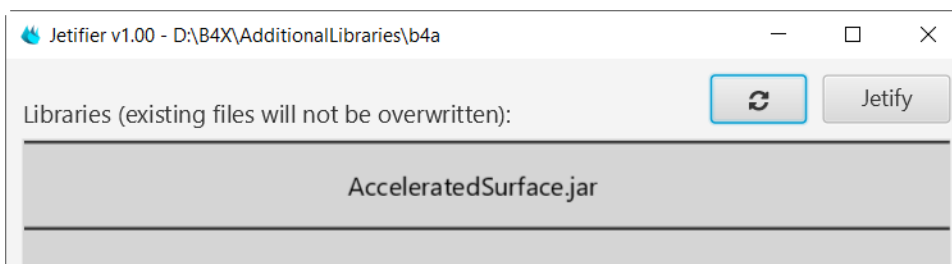 Jetifier v1.00 - D:\B4X\AdditionalLibraries\b4a
Libraries (existing files will not be overwritten):
Jetify
AcceleratedSurface.jar